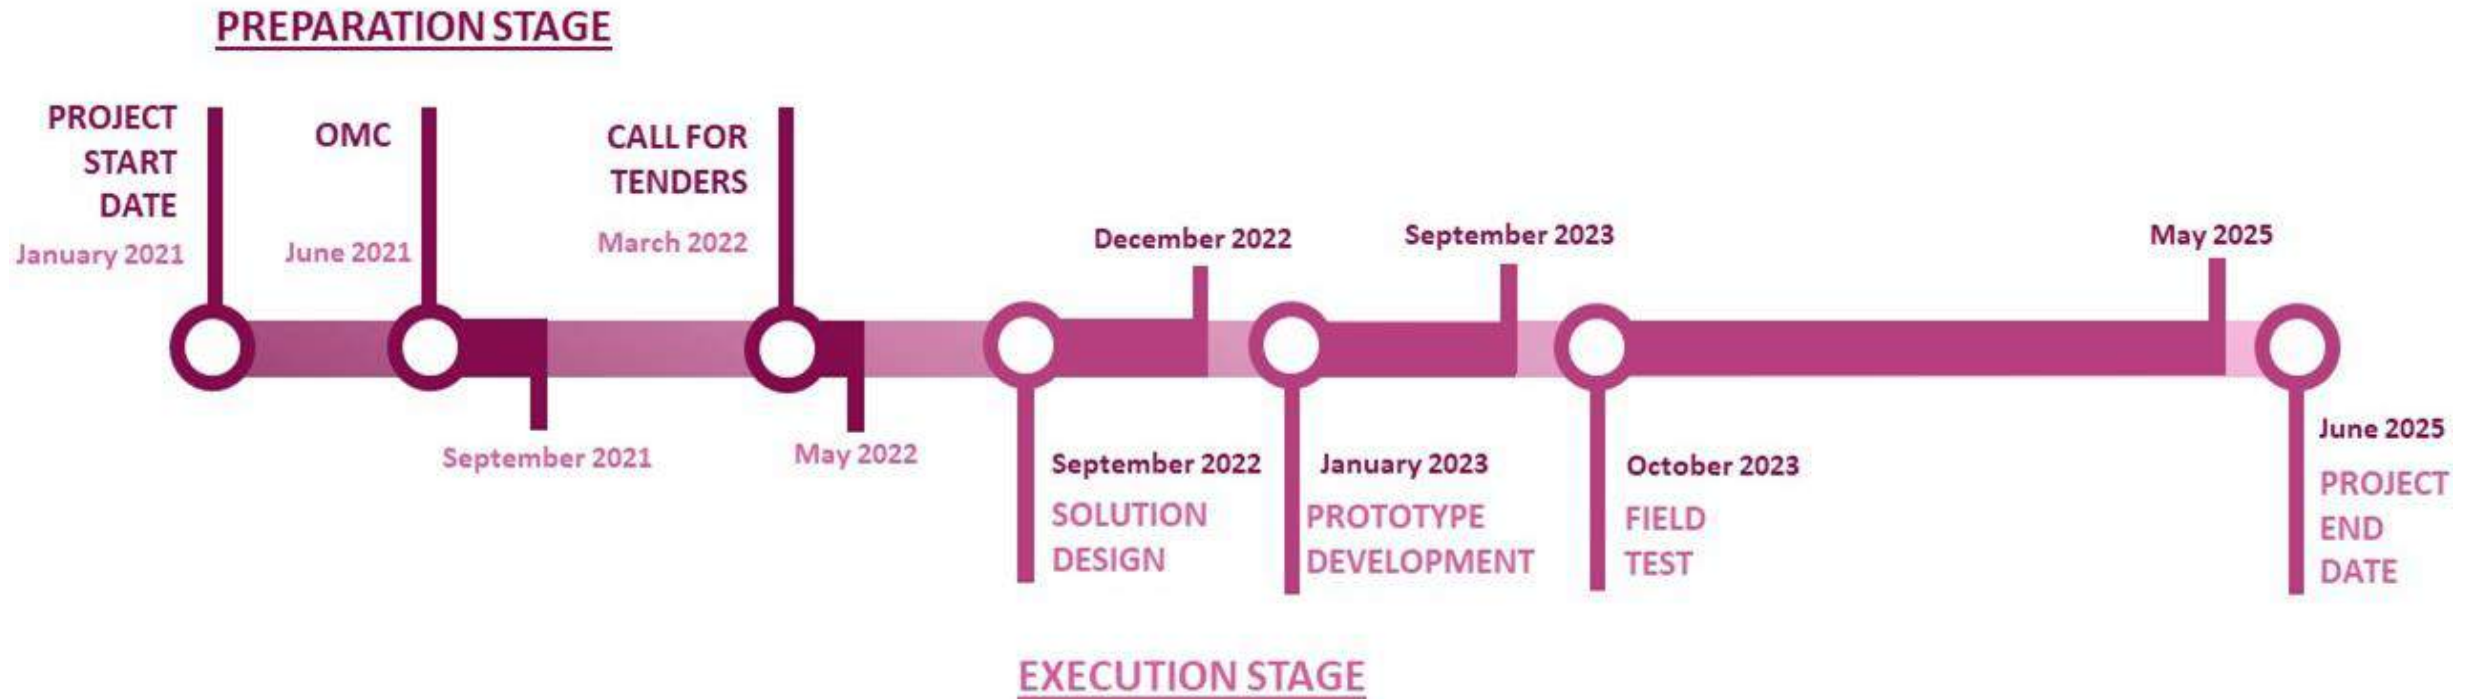 PREPARATION STAGE
PROJECT
START
DATE
January 2021
OMC
June 2021
CALL FOR
TENDERS
March 2022
December 2022
September 2023
May 2025
September 2021
May 2022
September 2022
SOLUTION
DESIGN
January 2023
PROTOTYPE
DEVELOPMENT
October 2023
FIELD
TEST
June 2025
PROJECT
END
DATE
EXECUTION STAGE